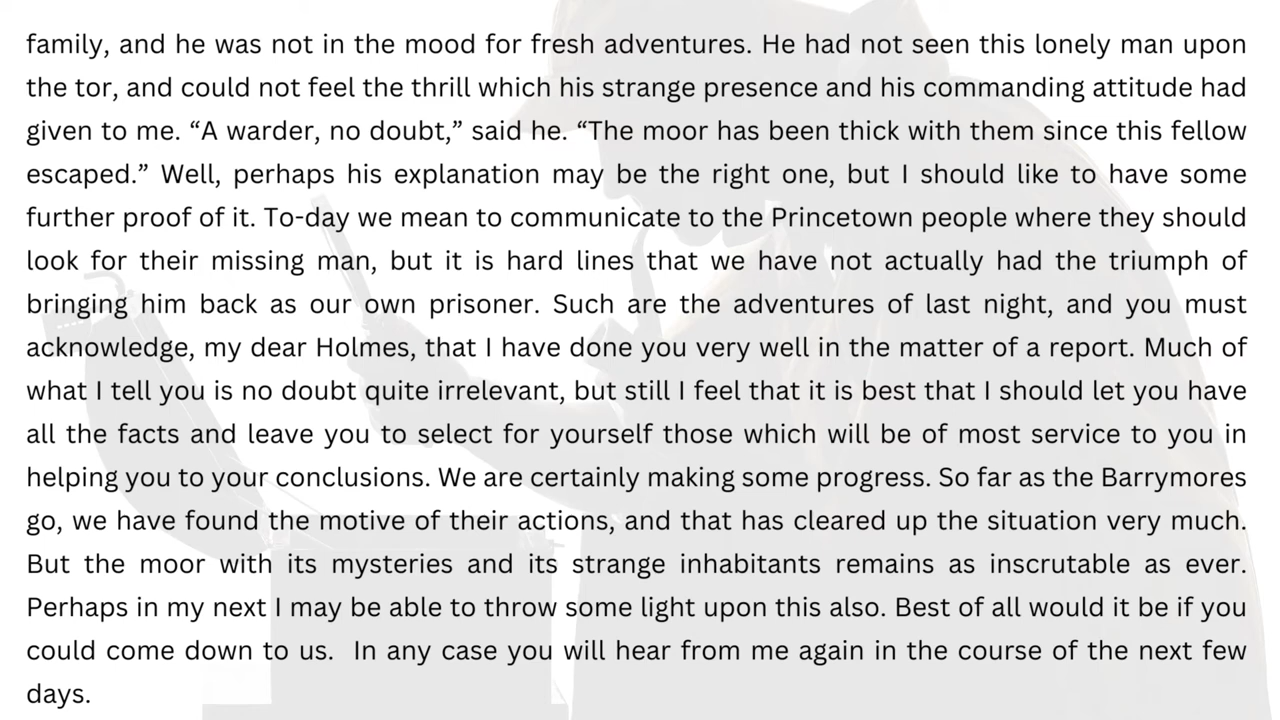 family, and he was not in the mood for fresh adventures. He had not seen this lonely man upon
the tor, and could not feel the thrill which his strange presence and his commanding attitude had
given to me. “A warder, no doubt,” said he. “The moor has been thick with them since this fellow
escaped.” Well, perhaps his explanation may be the right one, but I should like to have some
further proof of it. To-day we mean to communicate to the Princetown people where they should
look for their missing man, but it is hard lines that we have not actually had the triumph of
bringing him back as our own prisoner. Such are the adventures of last night, and you must
acknowledge, my dear Holmes, that I have done you very well in the matter of a report. Much of
what I tell you is no doubt quite irrelevant, but still I feel that it is best that I should let you have
all the facts and leave you to select for yourself those which will be of most service to you in
helping you to your conclusions. We are certainly making some progress. So far as the Barrymores
go, we have found the motive of their actions, and that has cleared up the situation very much.
But the moor with its mysteries and its strange inhabitants remains as inscrutable as ever.
Perhaps in my next I may be able to throw some light upon this also. Best of all would it be if you
could come down to us.  In any case you will hear from me again in the course of the next few
days.